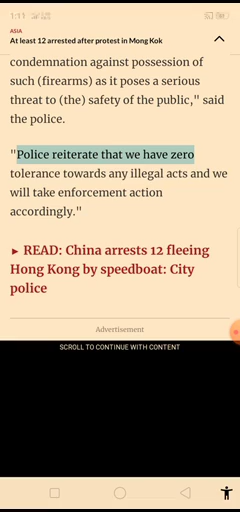 1:11
ASIA
At least 12 arrested after protest in Mong Kok
condemnation against possession of
such (firearms) as it poses a serious
threat to (the) safety of the public," said
the police.
"Police reiterate that we have zero
tolerance towards any illegal acts and we
will take enforcement action
accordingly."
► READ: China arrests 12 fleeing
Hong Kong by speedboat: City
police
Advertisement
SCROLL TO CONTINUE WITH CONTENT